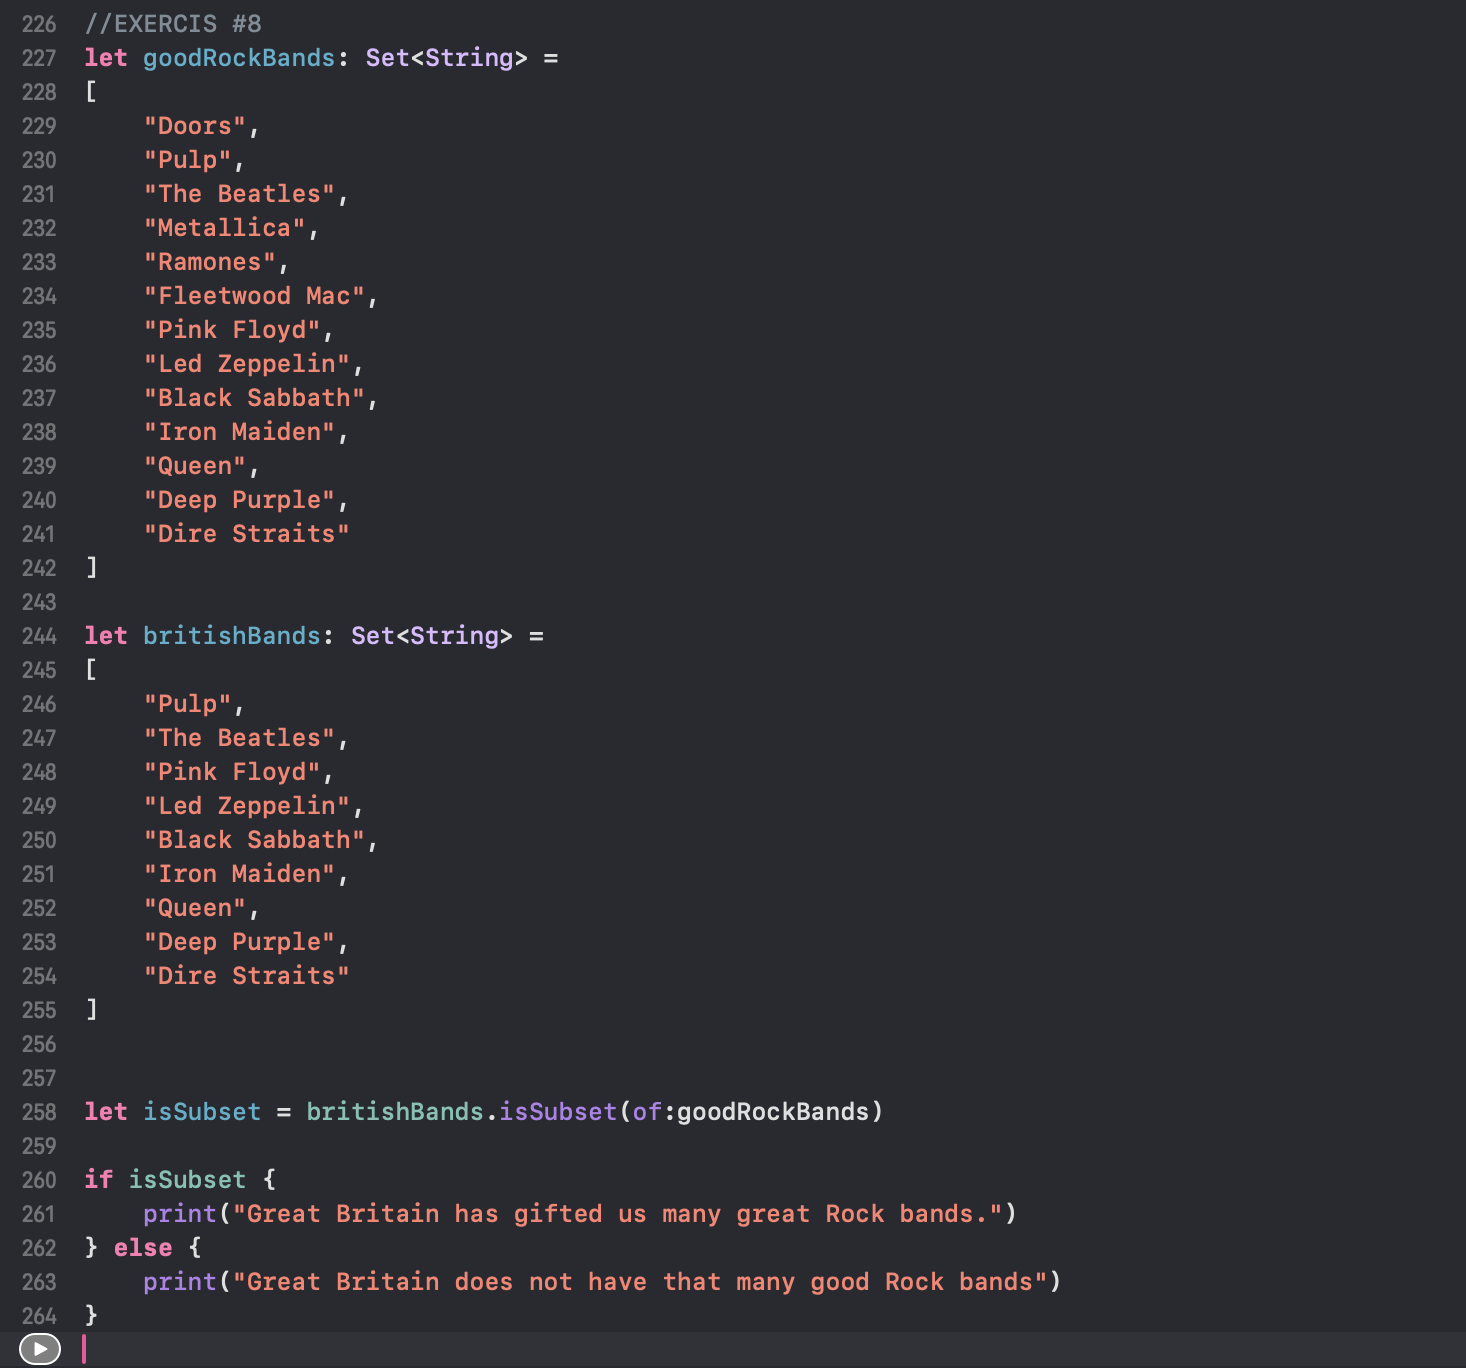 226 //EXERCIS #8
227 let goodRockBands: Set<String> =
228 [
229     "Doors",
230     "Pulp",
231     "The Beatles",
232     "Metallica",
233     "Ramones",
234     "Fleetwood Mac",
235     "Pink Floyd",
236     "Led Zeppelin",
237     "Black Sabbath",
238     "Iron Maiden",
239     "Queen",
240     "Deep Purple",
241     "Dire Straits"
242 ]
243
244 let britishBands: Set<String> =
245 [
246     "Pulp",
247     "The Beatles",
248     "Pink Floyd",
249     "Led Zeppelin",
250     "Black Sabbath",
251     "Iron Maiden",
252     "Queen",
253     "Deep Purple",
254     "Dire Straits"
255 ]
256
257
258 let isSubset = britishBands.isSubset(of:goodRockBands)
259
260 if isSubset {
261     print("Great Britain has gifted us many great Rock bands.")
262 } else {
263     print("Great Britain does not have that many good Rock bands")
264 }